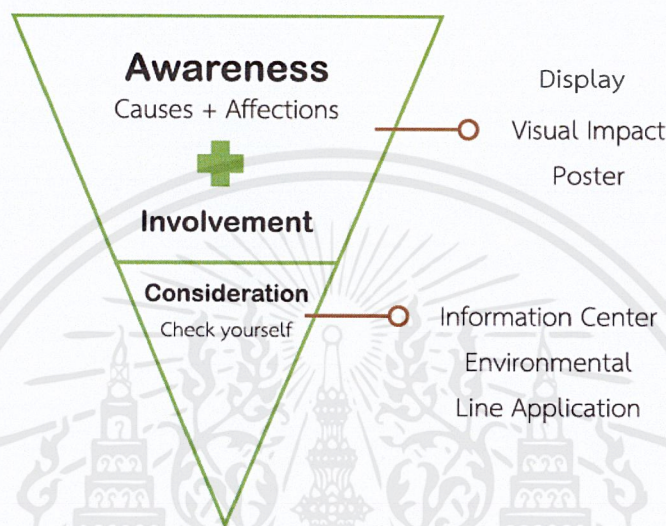 Awareness
Causes + Affections
Involvement
Consideration
Check yourself
Display
Visual Impact
Poster
Information Center
Environmental
Line Application